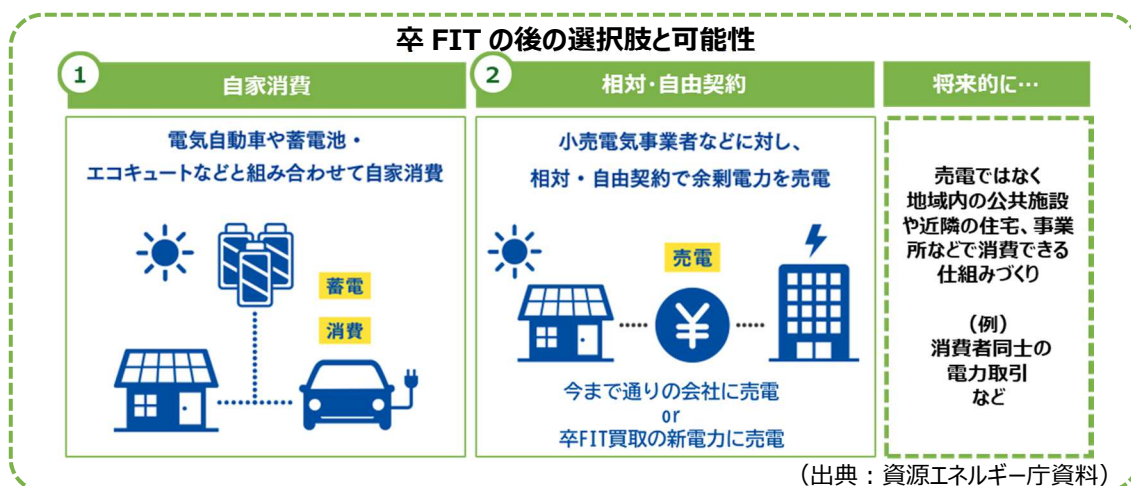 卒 FIT の後の選択肢と可能性
1
自家消費
電気自動車や蓄電池・
エコキュートなどと組み合わせて自家消費
蓄電
消費
2
相対・自由契約
小売電気事業者などに対し、
相対・自由契約で余剰電力を売電
売電
¥
今まで通りの会社に売電
or
卒FIT買取の新電力に売電
将来的に…
売電ではなく
地域内の公共施設
や近隣の住宅、事業
所などで消費できる
仕組みづくり
（例）
消費者同士の
電力取引
など
（出典：資源エネルギー庁資料）